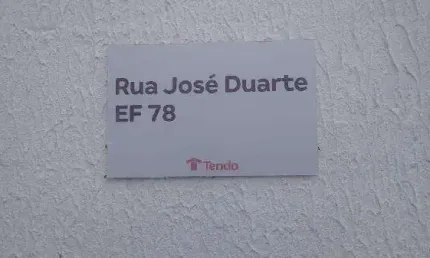 Rua José Duarte
EF 78
Tenda